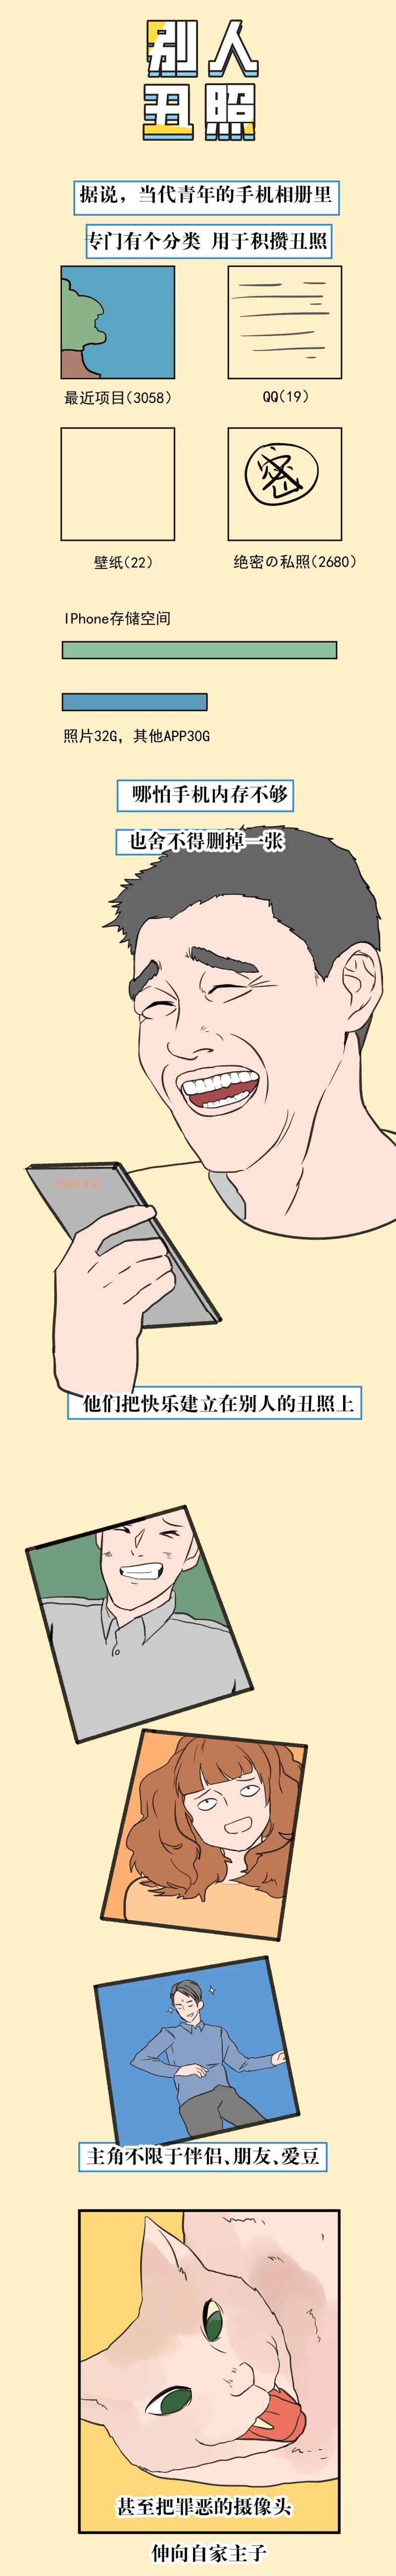 别人
丑照
据说，当代青年的手机相册里
专门有个分类 用于积攒丑照
最近项目(3058)
QQ(19)
密
壁纸(22)
绝密の私照(2680)
IPhone存储空间
照片32G，其他APP30G
哪怕手机内存不够
也舍不得删掉一张
他们把快乐建立在别人的丑照上
主角不限于伴侣、朋友、爱豆
甚至把罪恶的摄像头
伸向自家主子